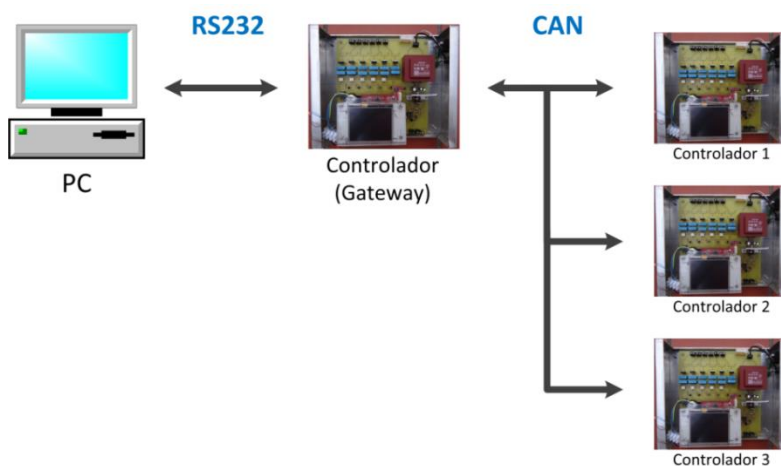 RS232
CAN
PC
Controlador
(Gateway)
Controlador 1
Controlador 2
Controlador 3